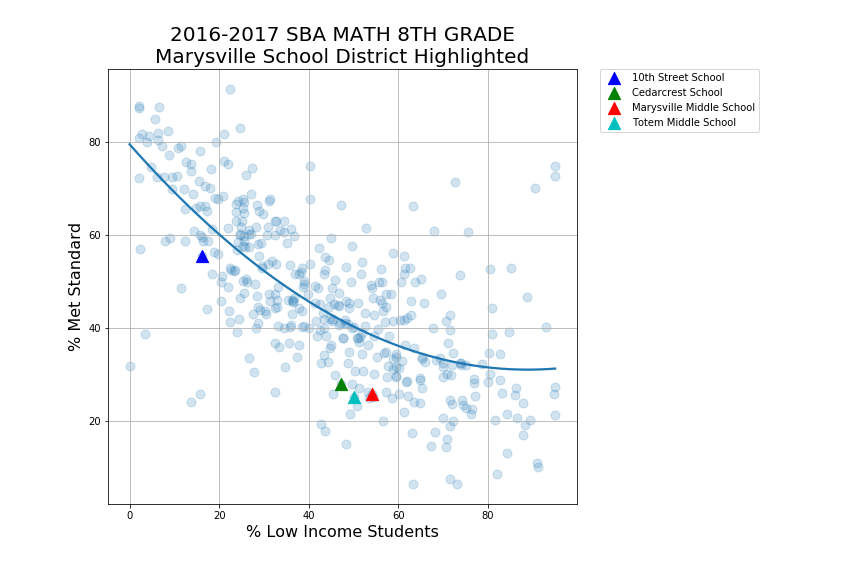 2016-2017 SBA MATH 8TH GRADE
Marysville School District Highlighted
10th Street School
Cedarcrest School
Marysville Middle School
Totem Middle School
% Met Standard
80
60
40
20
0 20 40 60 80
% Low Income Students